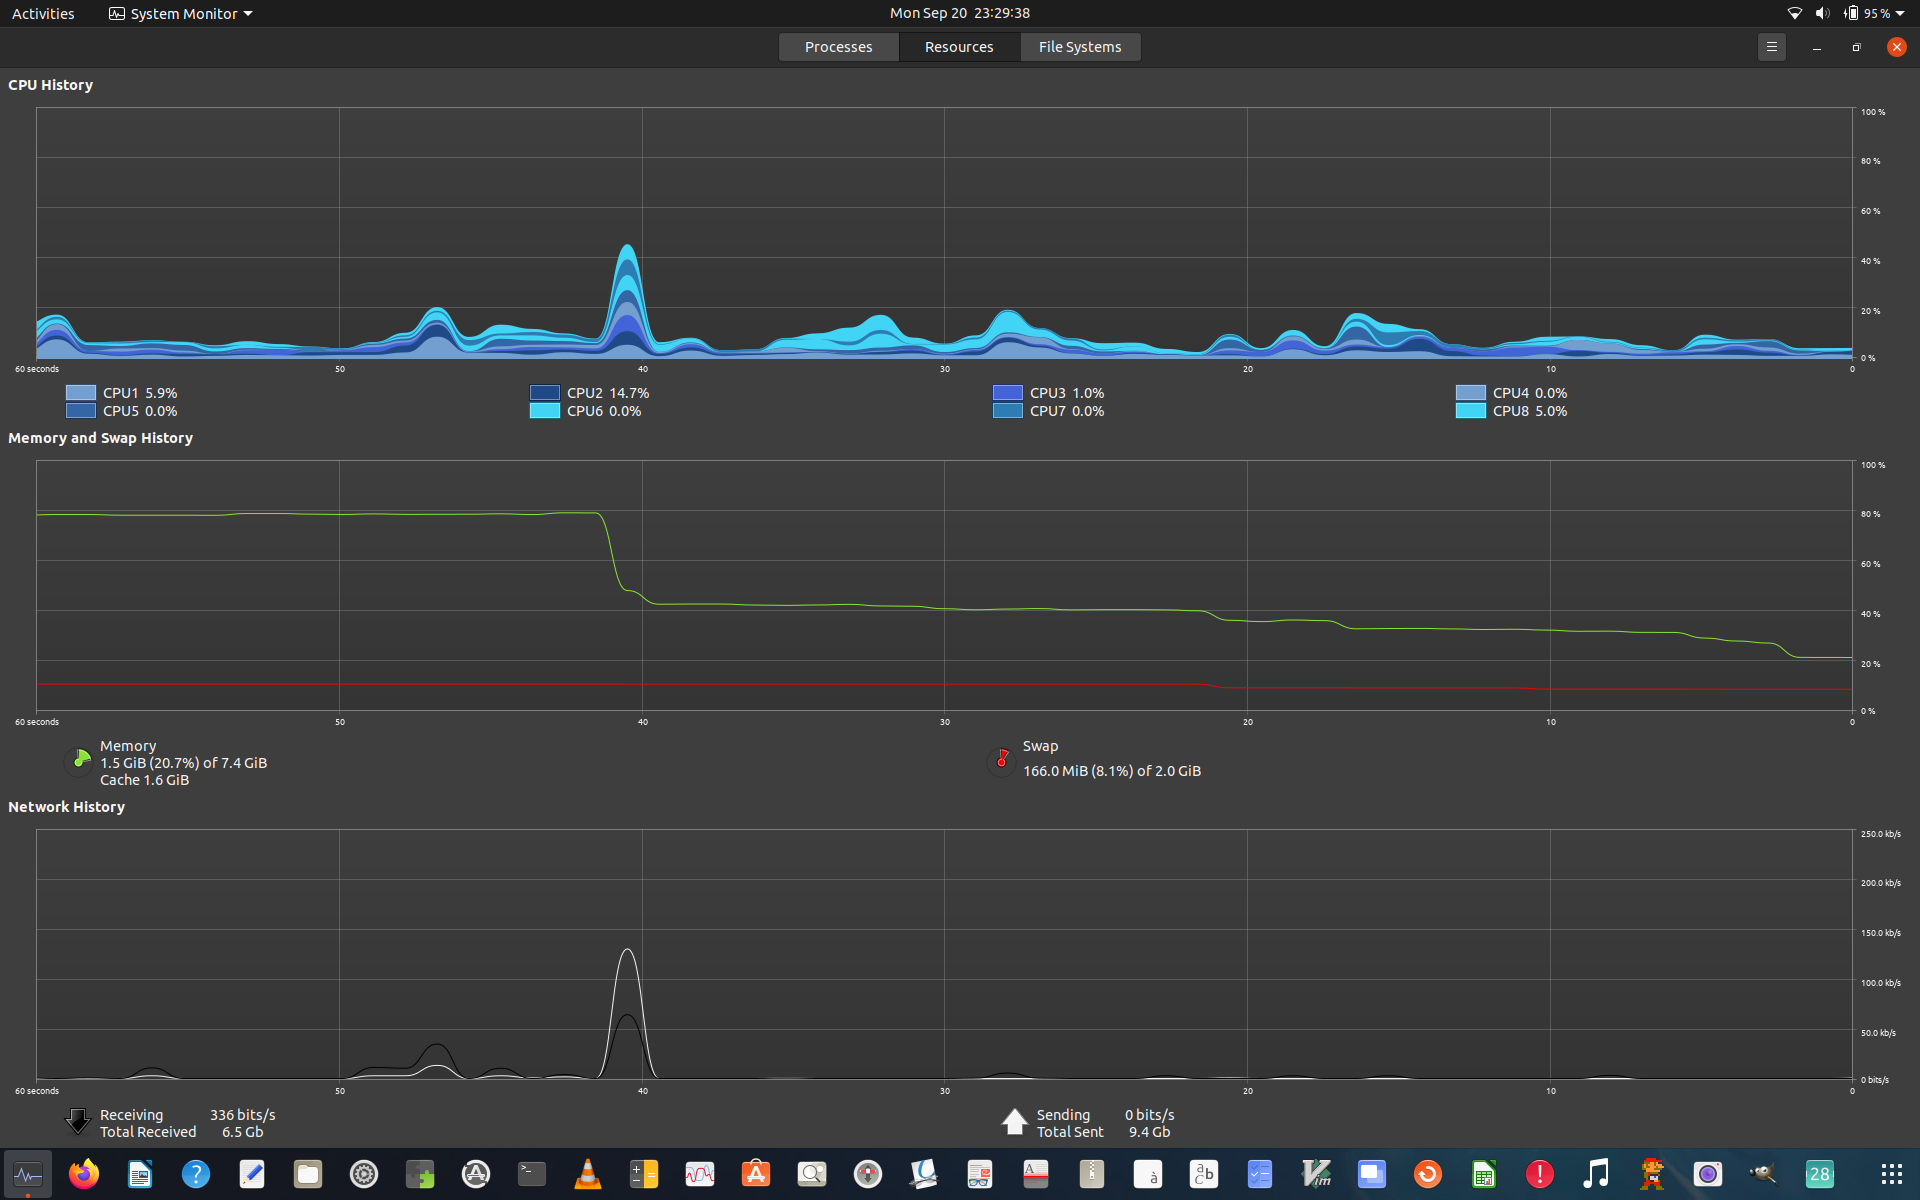 Activities System Monitor Mon Sep 20 23:29:38 95 %
Processes Resources File Systems
CPU History
100 %
80 %
60 %
40 %
20 %
0 %
60 seconds 50 40 30 20 10 0
CPU1 5.9% CPU2 14.7% CPU3 1.0% CPU4 0.0%
CPU5 0.0% CPU6 0.0% CPU7 0.0% CPU8 5.0%
Memory and Swap History
100 %
80 %
60 %
40 %
20 %
0 %
60 seconds 50 40 30 20 10 0
Memory
1.5 GiB (20.7%) of 7.4 GiB
Cache 1.6 GiB
Swap
166.0 MiB (8.1%) of 2.0 GiB
Network History
250.0 kb/s
200.0 kb/s
150.0 kb/s
100.0 kb/s
50.0 kb/s
0 bits/s
60 seconds 50 40 30 20 10 0
Receiving 336 bits/s
Total Received 6.5 Gb
Sending 0 bits/s
Total Sent 9.4 Gb
? >_ A à a b c Vim ! 28